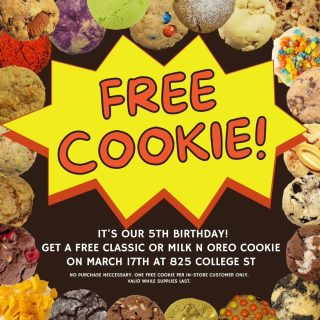 FREE
COOKIE!
IT'S OUR 5TH BIRTHDAY!
GET A FREE CLASSIC OR MILK N OREO COOKIE
ON MARCH 17TH AT 825 COLLEGE ST
NO PURCHASE NECCESSARY. ONE FREE COOKIE PER IN-STORE CUSTOMER ONLY.
VALID WHILE SUPPLIES LAST.